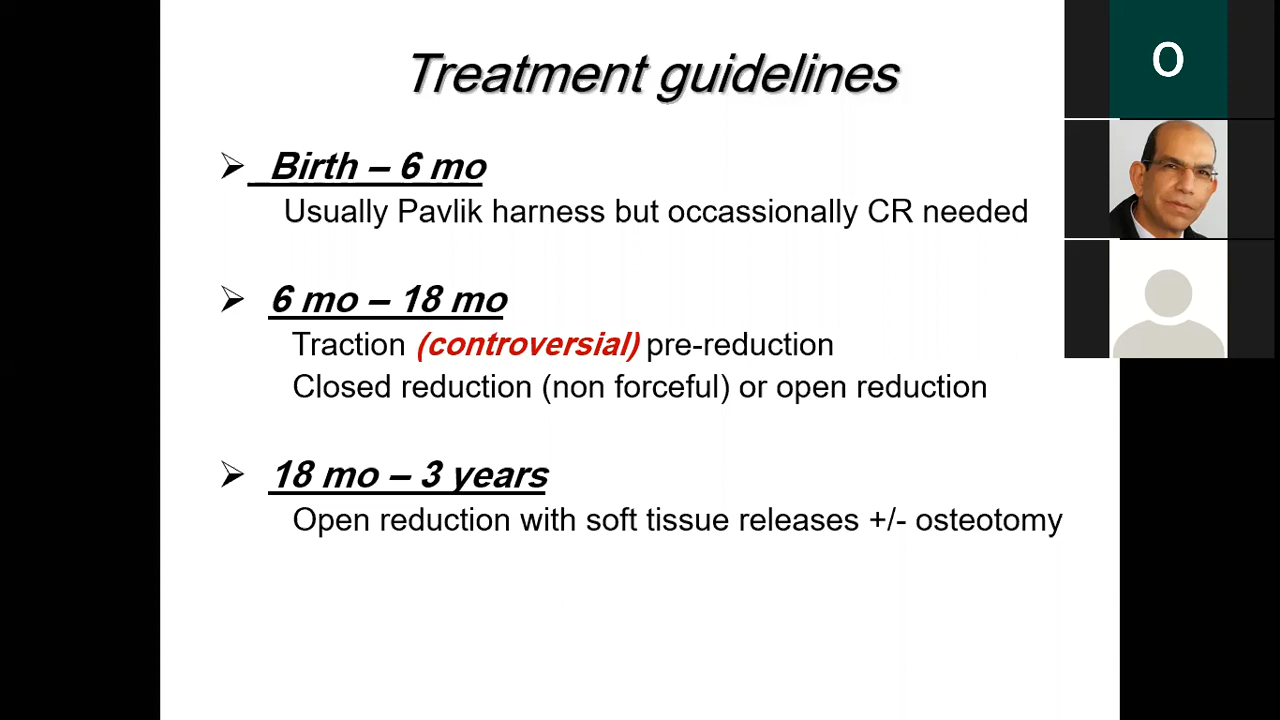 Treatment guidelines
O
➢ Birth – 6 mo
Usually Pavlik harness but occassionally CR needed
➢ 6 mo – 18 mo
Traction (controversial) pre-reduction
Closed reduction (non forceful) or open reduction
➢ 18 mo – 3 years
Open reduction with soft tissue releases +/- osteotomy